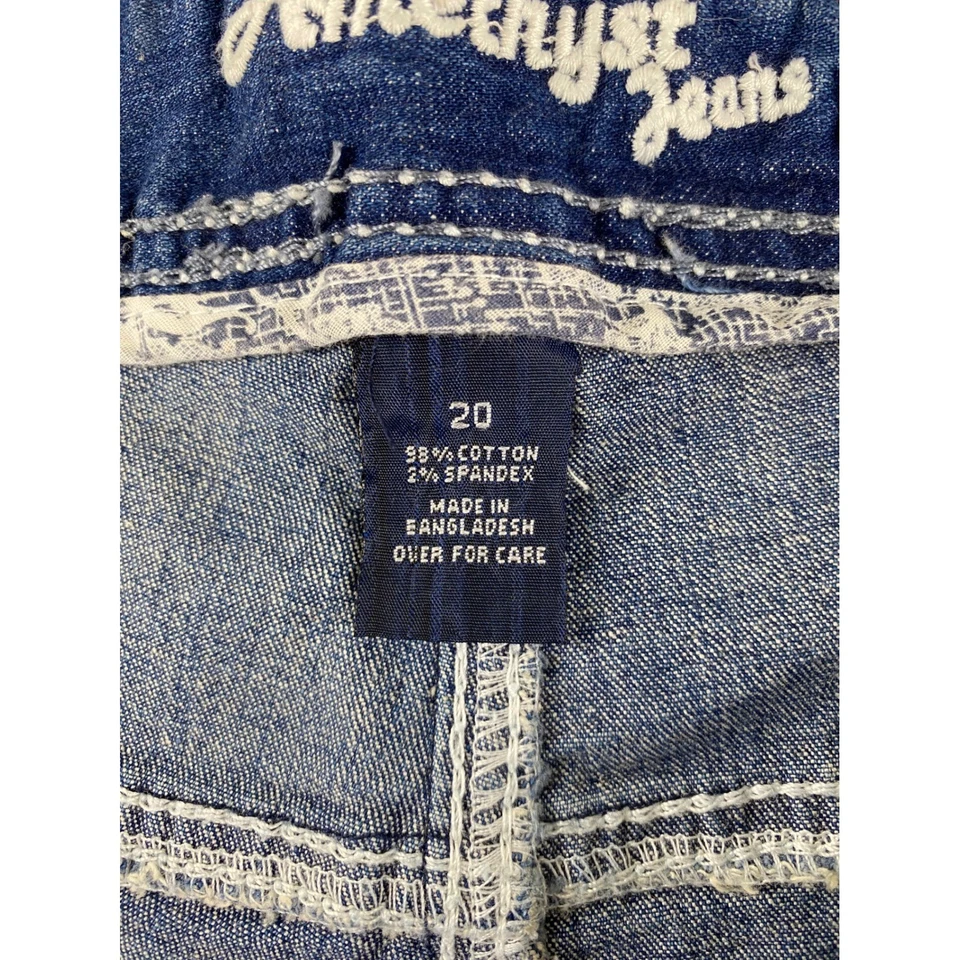 Amethyst
Jeans
20
98% COTTON
2% SPANDEX
MADE IN
BANGLADESH
OVER FOR CARE